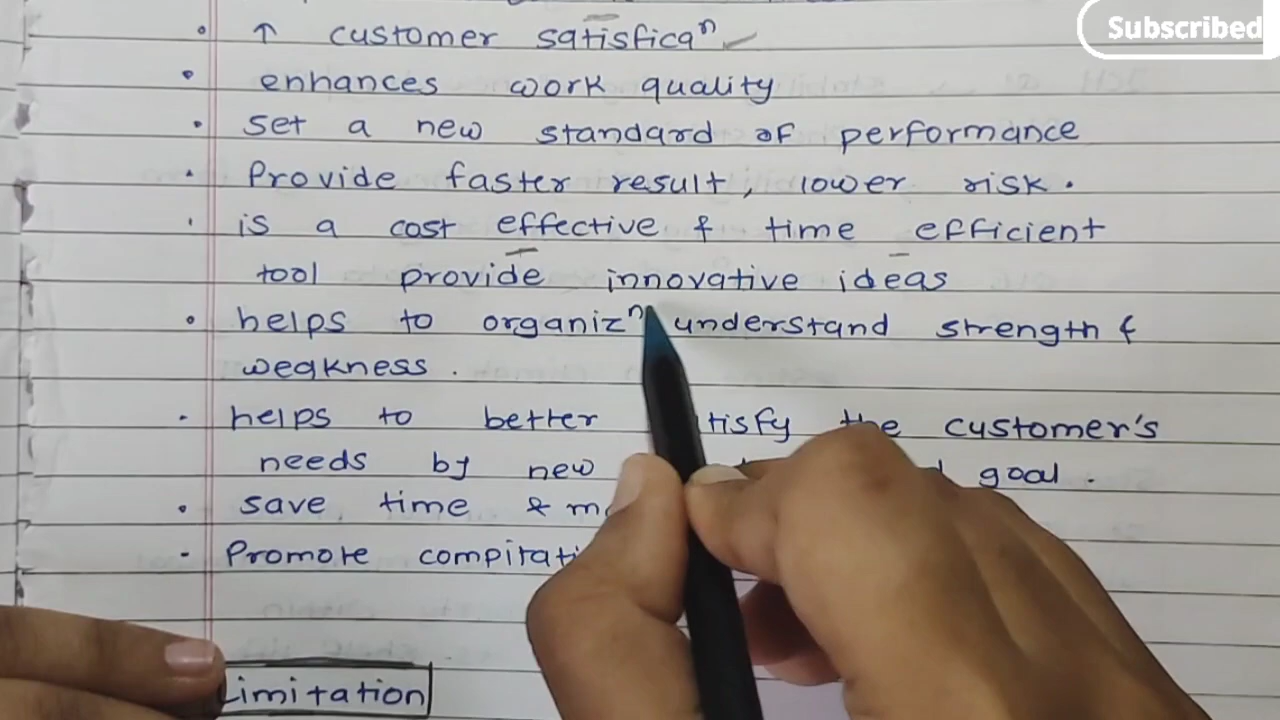 Subscribed
• ↑ customer satisficaⁿ ✓
• enhances work quality
• set a new standard of performance
• Provide faster result, lower risk.
• is a cost effective & time efficient
tool provide innovative ideas
• helps to organizⁿ understand strength &
weakness.
• helps to better the customer's
needs by new goal.
• save time &
• Promote
Limitation